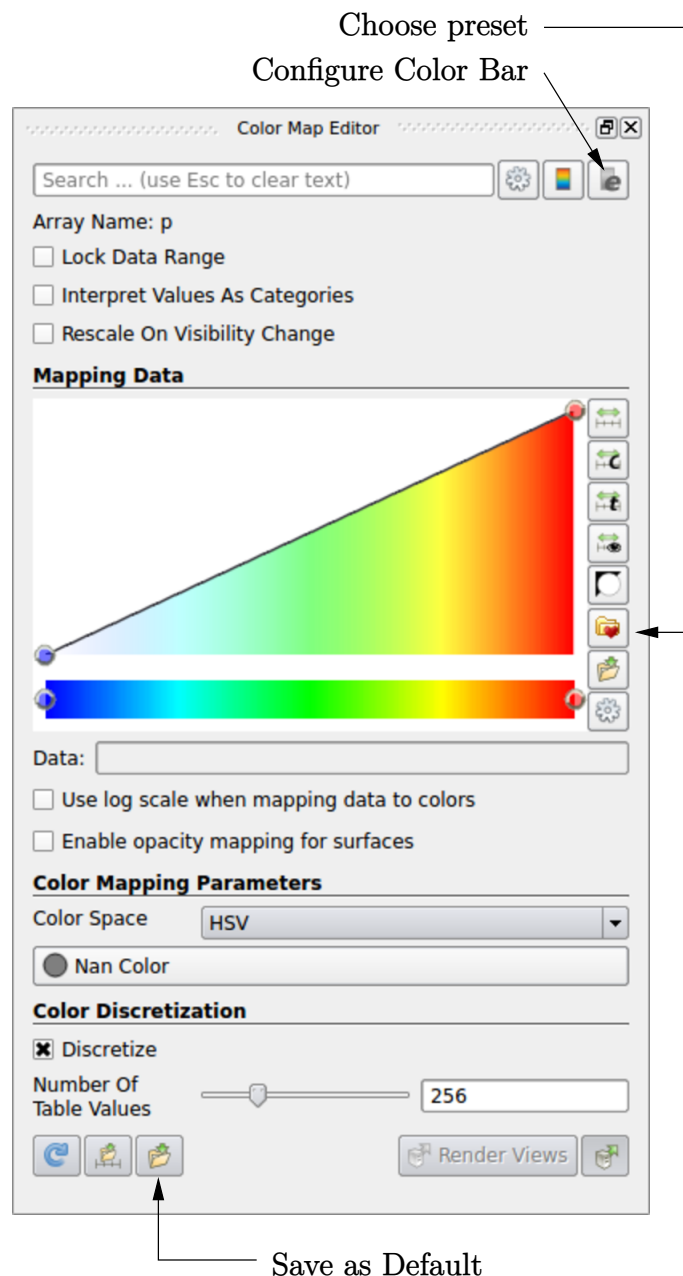 Choose preset
Configure Color Bar
Color Map Editor
Search ... (use Esc to clear text)
e
Array Name: p
Lock Data Range
Interpret Values As Categories
Rescale On Visibility Change
Mapping Data
c
t
Data:
Use log scale when mapping data to colors
Enable opacity mapping for surfaces
Color Mapping Parameters
Color Space HSV
Nan Color
Color Discretization
Discretize
Number Of
Table Values 256
Render Views
Save as Default